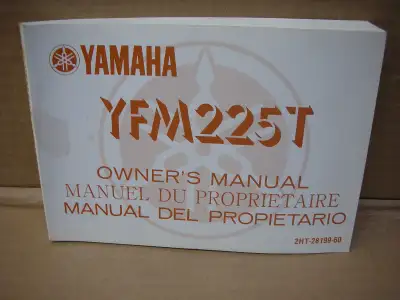 YAMAHA
YFM225T
OWNER'S MANUAL
MANUEL DU PROPRIETAIRE
MANUAL DEL PROPIETARIO
2HT-28199-60